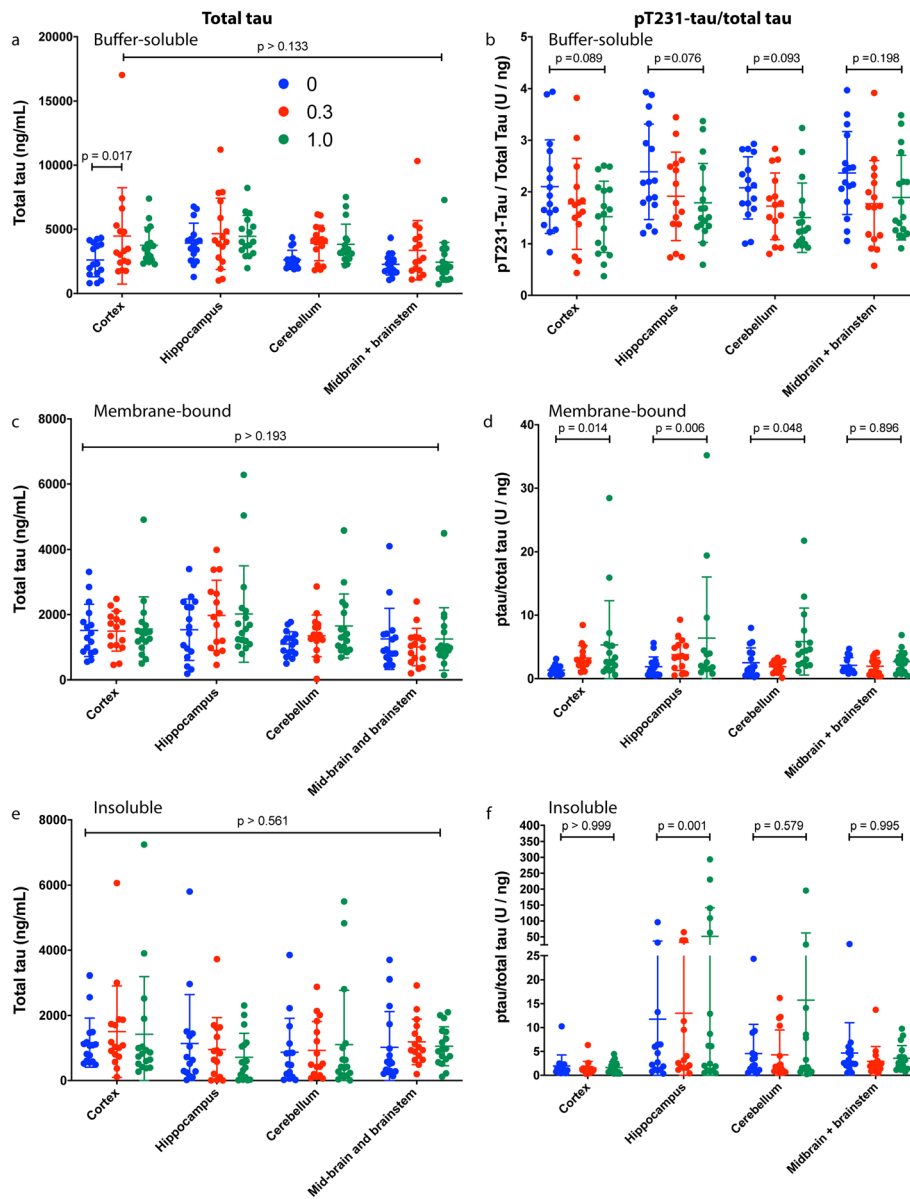 Total tau
pT231-tau/total tau
a
Buffer-soluble
Total tau (ng/mL)
20000
15000
10000
5000
0
p > 0.133
p = 0.017
0
0.3
1.0
Cortex
Hippocampus
Cerebellum
Midbrain + brainstem
b
Buffer-soluble
pT231-Tau / Total Tau (U / ng)
5
4
3
2
1
0
p =0.089
p =0.076
p =0.093
p =0.198
Cortex
Hippocampus
Cerebellum
Midbrain + brainstem
c
Membrane-bound
Total tau (ng/mL)
8000
6000
4000
2000
0
p > 0.193
Cortex
Hippocampus
Cerebellum
Mid-brain and brainstem
d
Membrane-bound
ptau/total tau (U / ng)
40
30
20
10
0
p = 0.014
p = 0.006
p = 0.048
p = 0.896
Cortex
Hippocampus
Cerebellum
Midbrain + brainstem
e
Insoluble
Total tau (ng/mL)
8000
6000
4000
2000
0
p > 0.561
Cortex
Hippocampus
Cerebellum
Mid-brain and brainstem
f
Insoluble
ptau/total tau (U / ng)
400
350
300
250
200
150
100
50
25
20
15
10
5
0
p > 0.999
p = 0.001
p = 0.579
p = 0.995
Cortex
Hippocampus
Cerebellum
Midbrain + brainstem